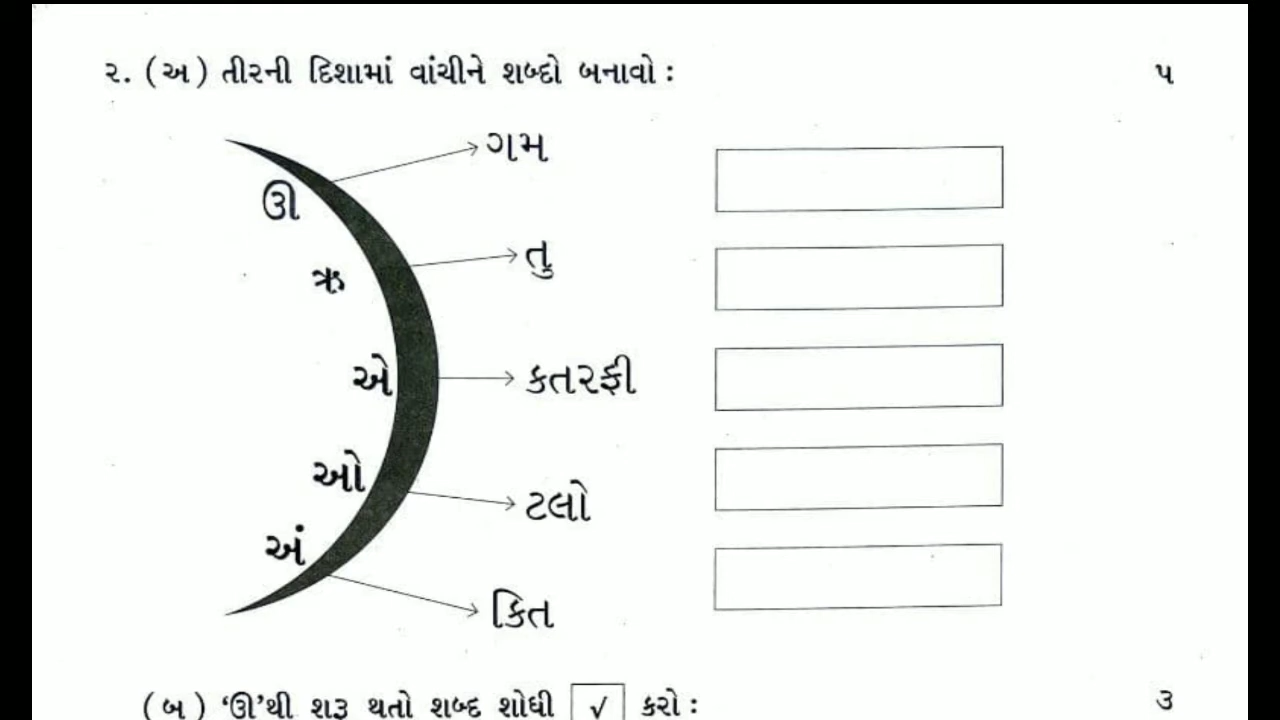 ૨. (અ) તીરની દિશામાં વાંચીને શબ્દો બનાવો : ૫
ઊ ગમ
ઋ તુ
એ કતરફી
ઓ ટલો
અં કિત
(બ) ‘ઊ’થી શરૂ થતો શબ્દ શોધી √ કરો : ૩